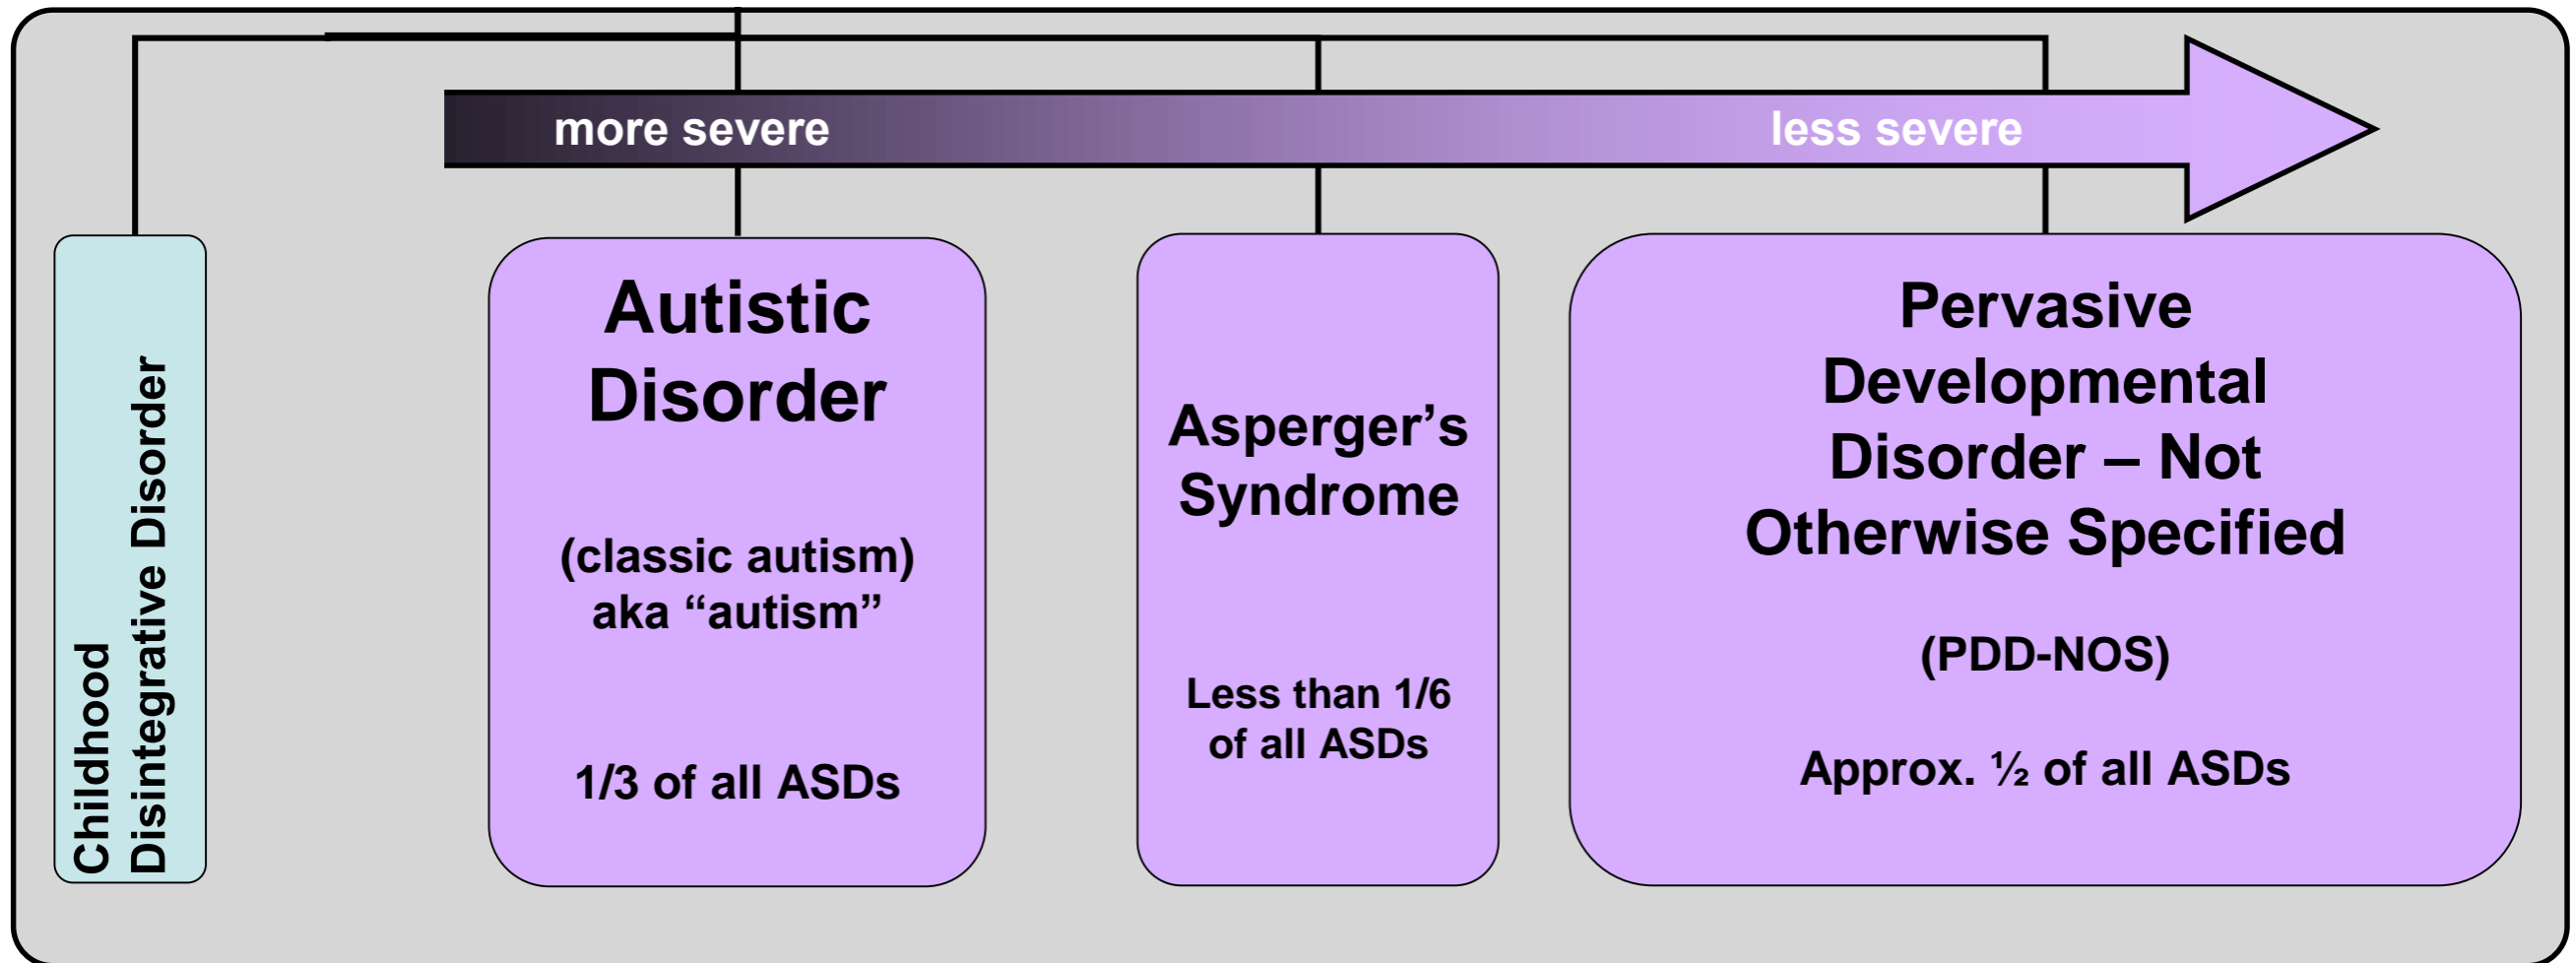 more severe
less severe
Childhood
Disintegrative Disorder
Autistic
Disorder
(classic autism)
aka “autism”
1/3 of all ASDs
Asperger’s
Syndrome
Less than 1/6
of all ASDs
Pervasive
Developmental
Disorder – Not
Otherwise Specified
(PDD-NOS)
Approx. ½ of all ASDs